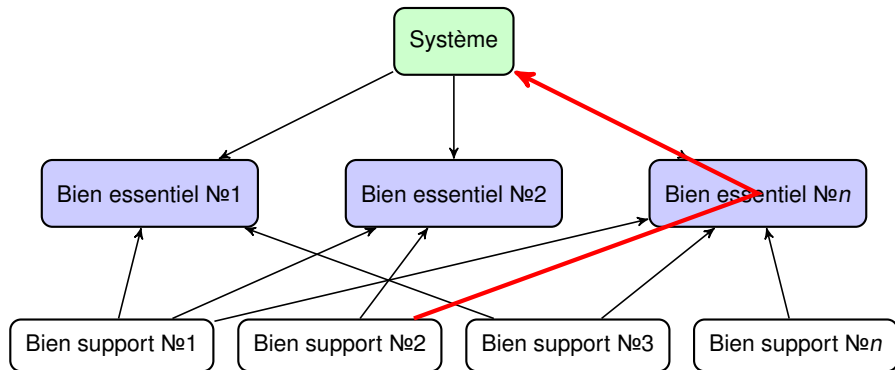 Système
Bien essentiel №1
Bien essentiel №2
Bien essentiel №n
Bien support №1
Bien support №2
Bien support №3
Bien support №n